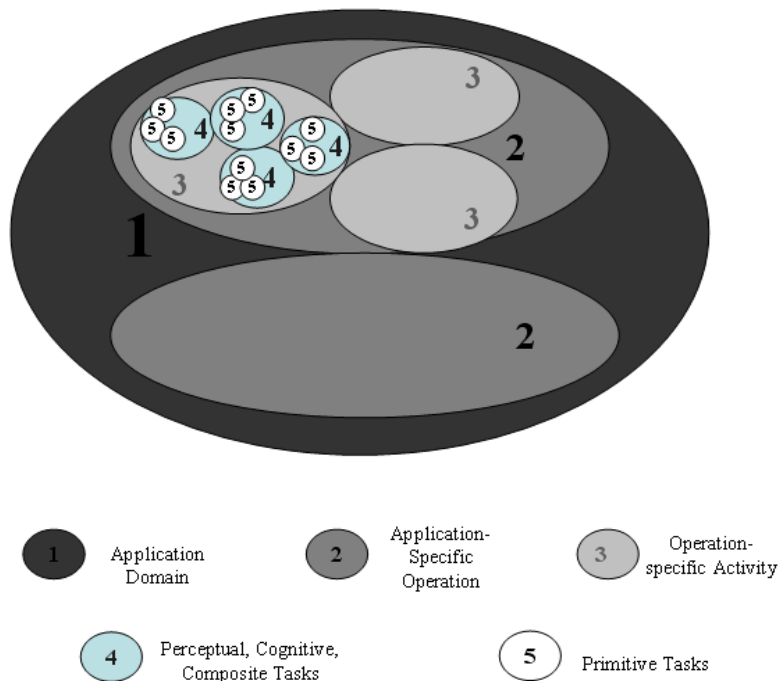 3
5
5
5
4
5
5
5
4
5
5
5
4
2
5
5
5
4
3
3
1
2
1
Application
Domain
2
Application-
Specific
Operation
3
Operation-
specific Activity
4
Perceptual, Cognitive,
Composite Tasks
5
Primitive Tasks